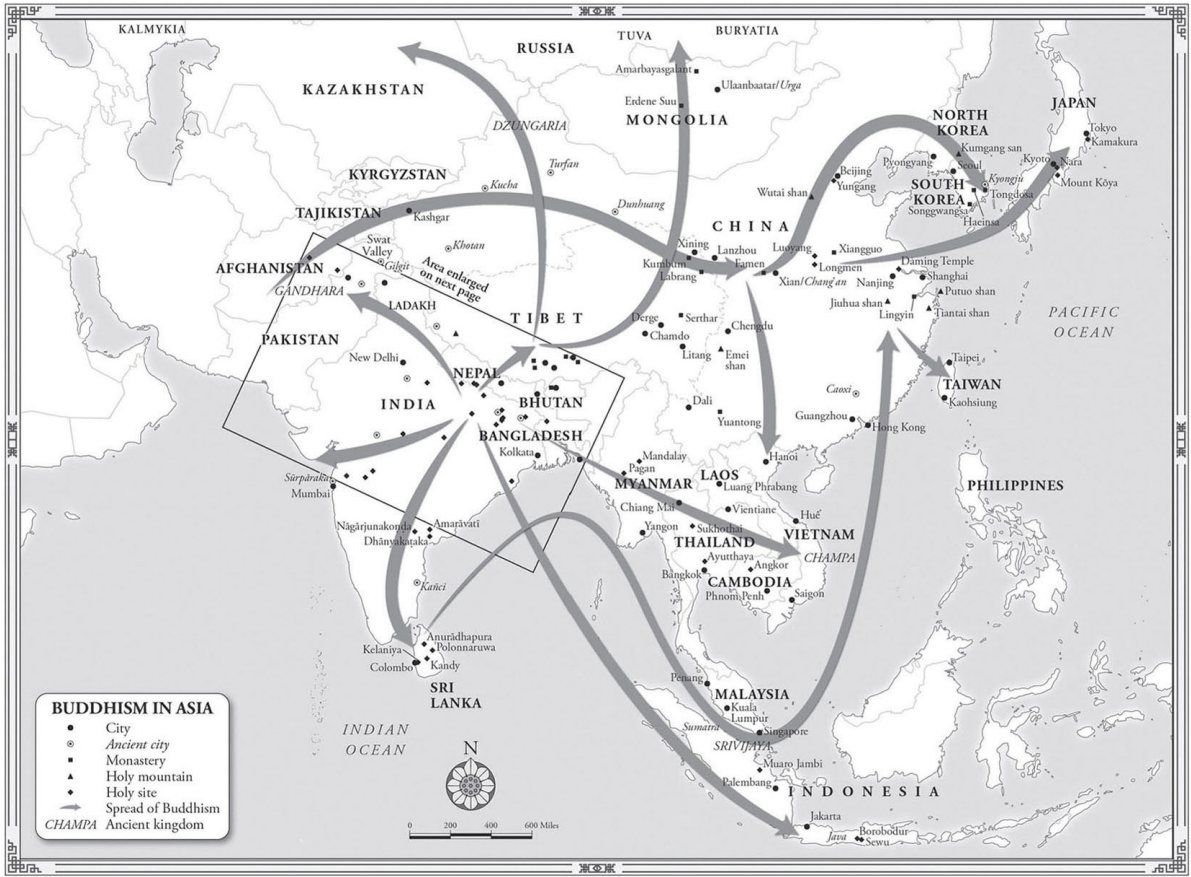 KALMYKIA
RUSSIA
TUVA
BURYATIA
KAZAKHSTAN
Amarbayasgalant
Ulaanbaatar/Urga
Erdene Suu
MONGOLIA
DZUNGARIA
JAPAN
Tokyo
Kamakura
NORTH
KOREA
Kumgang san
Pyongyang
Seoul
Kyoto
Nara
Kyongju
Mount Kōya
SOUTH
KOREA
Tongdosa
Songgwangsa
Haeinsa
Turfan
KYRGYZSTAN
Kucha
Beijing
Yungang
Wutai shan
TAJIKISTAN
Kashgar
Dunhuang
CHINA
Swat
Valley
Khotan
Xining
Lanzhou
Luoyang
Xiangguo
Kumbum
Famen
Longmen
Labrang
Xian/Chang'an
Daming Temple
Nanjing
Shanghai
AFGHANISTAN
Gilgit
Area enlarged
on next page
GANDHARA
LADAKH
Jiuhua shan
Putuo shan
Lingyin
Tiantai shan
PACIFIC
OCEAN
TIBET
Derge
Serthar
Chamdo
Chengdu
Litang
Emei
shan
PAKISTAN
New Delhi
NEPAL
Taipei
TAIWAN
Kaohsiung
INDIA
BHUTAN
Dali
Caoxi
Yuantong
Guangzhou
Hong Kong
BANGLADESH
Kolkata
Mandalay
Pagan
Hanoi
MYANMAR
LAOS
Luang Phrabang
PHILIPPINES
Sūrpāraka
Mumbai
Chiang Mai
Vientiane
Hué
Nāgārjunakonda
Amarāvatī
Dhānyakaṭaka
Yangon
Sukhothai
VIETNAM
THAILAND
CHAMPA
Ayutthaya
Angkor
Bangkok
CAMBODIA
Phnom Penh
Saigon
Kañci
Anurādhapura
Kelaniya
Polonnaruwa
Colombo
Kandy
SRI
LANKA
Penang
MALAYSIA
Kuala
Lumpur
Sumatra
Singapore
SRIVIJAYA
Muaro Jambi
Palembang
INDONESIA
Jakarta
Java
Borobodur
Sewu
INDIAN
OCEAN
N
0 200 400 600 Miles
BUDDHISM IN ASIA
City
Ancient city
Monastery
Holy mountain
Holy site
Spread of Buddhism
CHAMPA Ancient kingdom